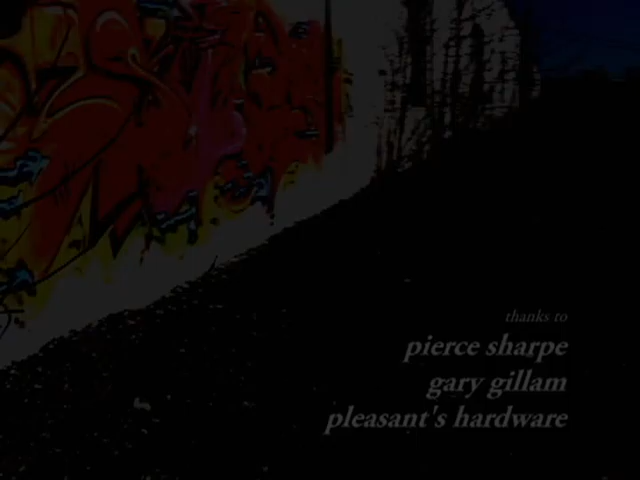 thanks to
pierce sharpe
gary gillam
pleasant's hardware